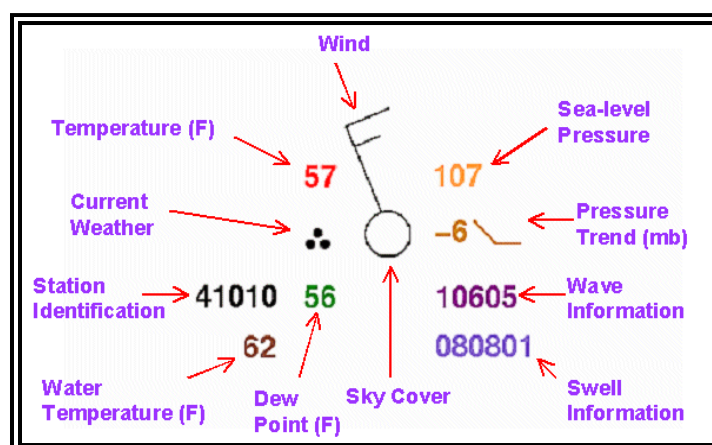 Wind
Temperature (F)
Sea-level
Pressure
57
107
Current
Weather
-6
Pressure
Trend (mb)
Station
Identification
41010
56
10605
Wave
Information
62
080801
Water
Temperature (F)
Dew
Point (F)
Sky Cover
Swell
Information